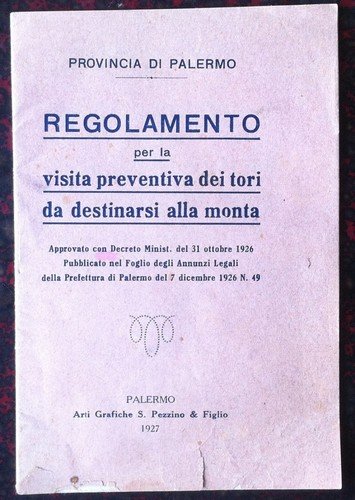 PROVINCIA DI PALERMO
REGOLAMENTO
per la
visita preventiva dei tori
da destinarsi alla monta
Approvato con Decreto Minist. del 31 ottobre 1926
Pubblicato nel Foglio degli Annunzi Legali
della Prefettura di Palermo del 7 dicembre 1926 N. 49
PALERMO
Arti Grafiche S. Pezzino & Figlio
1927